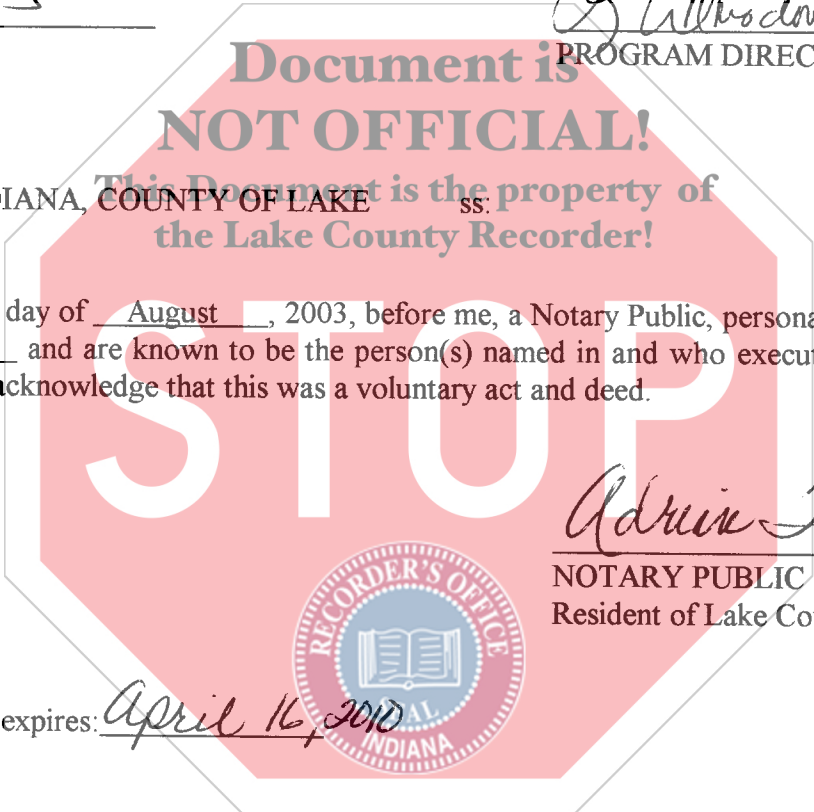 PROGRAM DIREC
Document is
NOT OFFICIAL!
This Document is the property of
the Lake County Recorder!
IANA, COUNTY OF LAKE ss:
day of August, 2003, before me, a Notary Public, persona
and are known to be the person(s) named in and who execut
cknowledge that this was a voluntary act and deed.
STOP
NOTARY PUBLIC
Resident of Lake Cou
RECORDER'S OFFICE
SEAL
INDIANA
expires: April 16, 2010